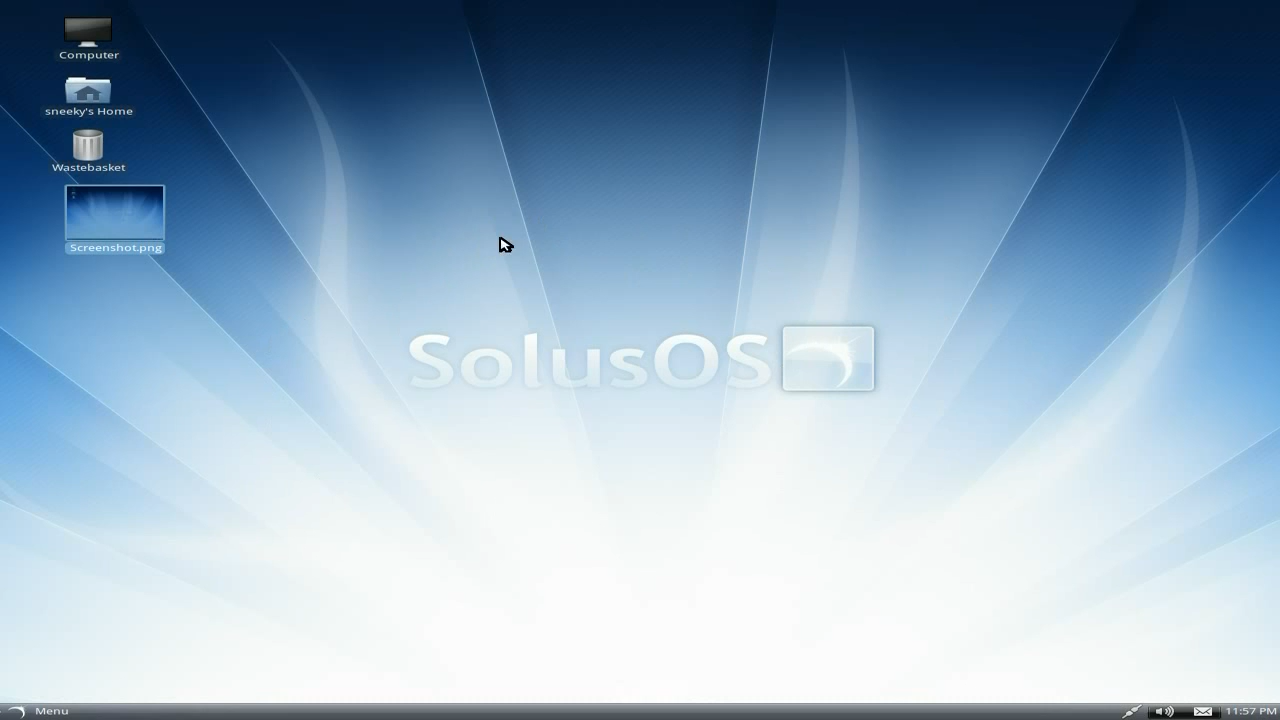 Computer
sneeky's Home
Wastebasket
Screenshot.png
SolusOS
Menu
11:57 PM